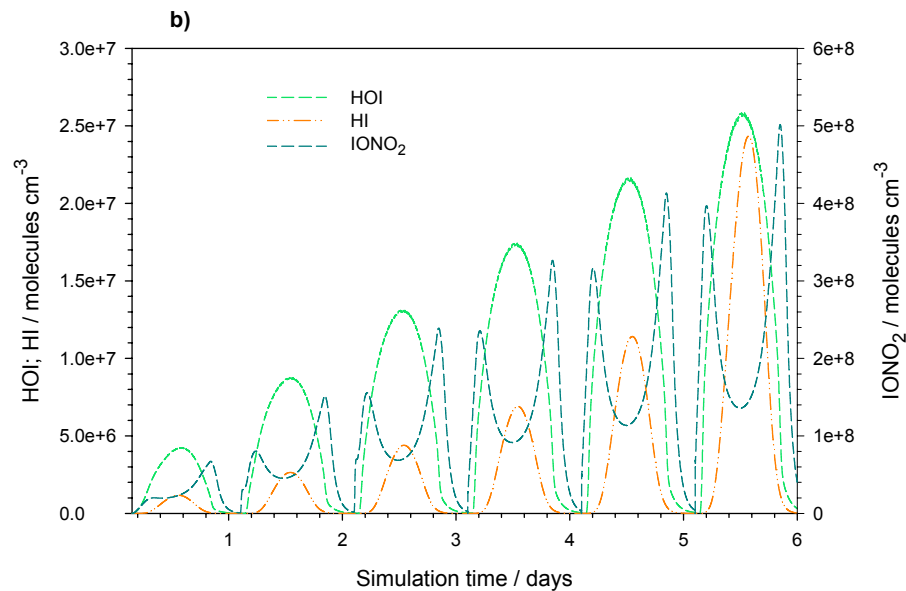 b)
3.0e+7
2.5e+7
2.0e+7
1.5e+7
1.0e+7
5.0e+6
0.0
HOI; HI / molecules cm-3
HOI
HI
IONO2
6e+8
5e+8
4e+8
3e+8
2e+8
1e+8
0
IONO2 / molecules cm-3
1 2 3 4 5 6
Simulation time / days